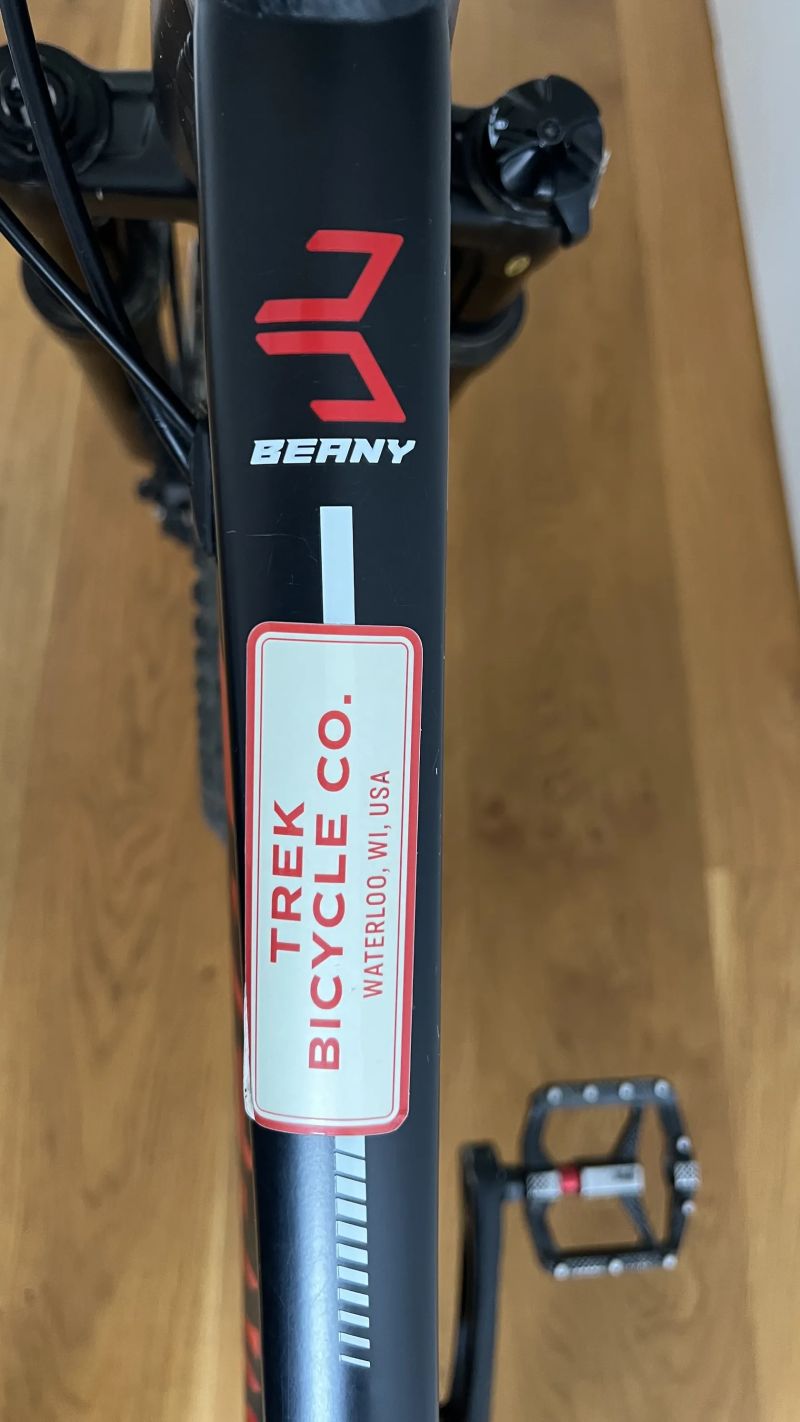 BEANY
TREK
BICYCLE CO.
WATERLOO, WI, USA